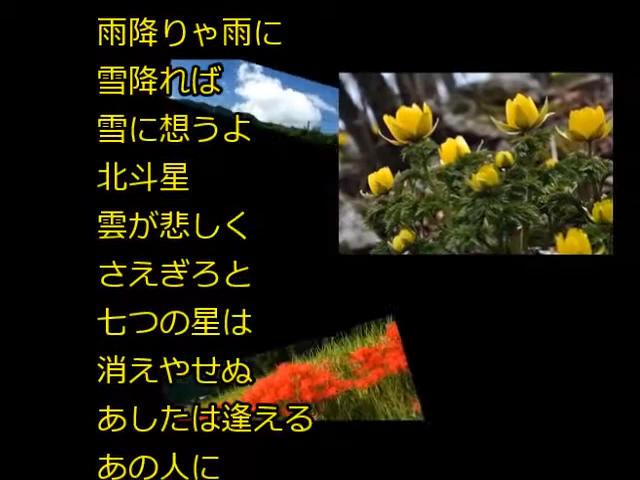 雨降りゃ雨に
雪降れば
雪に想うよ
北斗星
雲が悲しく
さえぎろと
七つの星は
消えやせぬ
あしたは逢える
あの人に